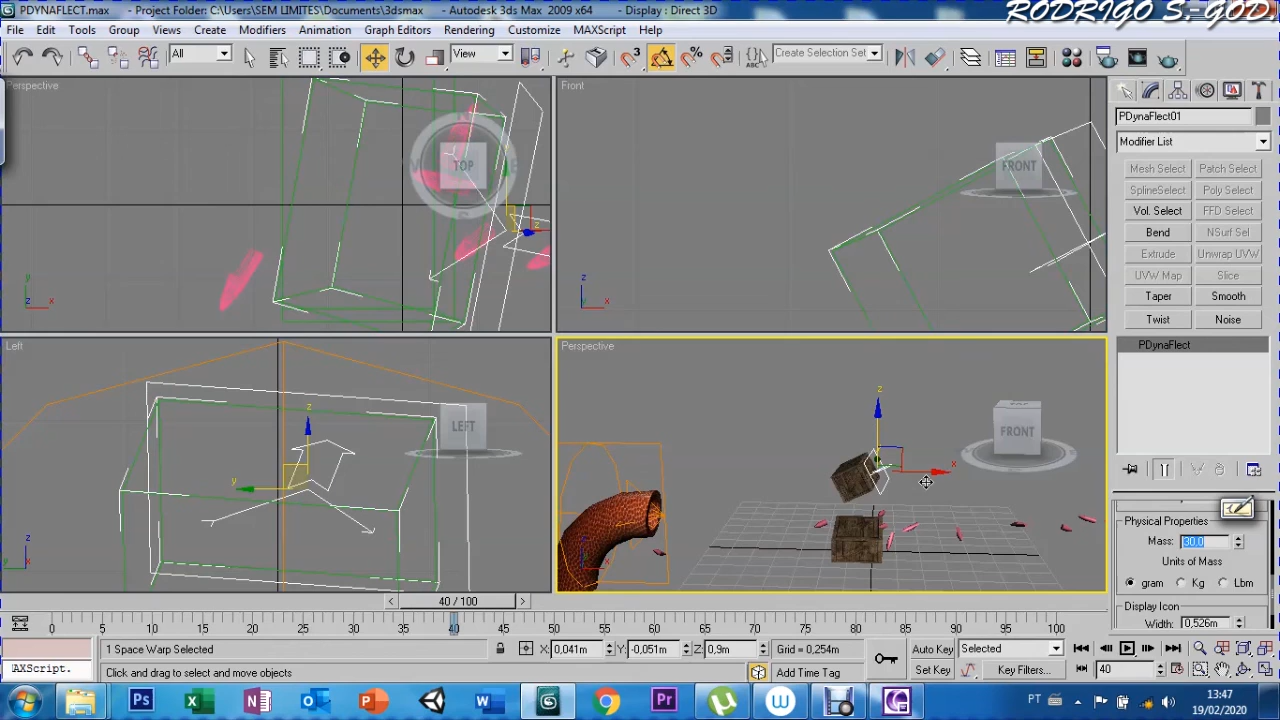 PDYNAFLECT.max - Project Folder: C:\Users\SEM LIMITES\Documents\3dsmax - Autodesk 3ds Max 2009 x64 - Display : Direct 3D
RODRIGO S.-GOD
File Edit Tools Group Views Create Modifiers Animation Graph Editors Rendering Customize MAXScript Help
All View Create Selection Set
3 %
Perspective
TOP
y
z x
z
Front
FRONT
z
y x
PDynaFlect01
Modifier List
Mesh Select Patch Select
SplineSelect Poly Select
Vol. Select FFD Select
Bend NSurf Sel
Extrude Unwrap UVW
UVW Map Slice
Taper Smooth
Twist Noise
PDynaFlect
Left
LEFT
z
y
z
Perspective
FRONT
z
x
Physical Properties
Mass: 30,0
Units of Mass
gram Kg Lbm
Display Icon
Width: 0,526m
< 40 / 100 >
0 5 10 15 20 25 30 35 40 45 50 55 60 65 70 75 80 85 90 95 100
1 Space Warp Selected X: 0,041m Y: -0,051m Z: 0,9m Grid = 0,254m Auto Key Selected
AXScript. Click and drag to select and move objects Add Time Tag Set Key Key Filters... 40
Ps W Pr PT 13:47
19/02/2020